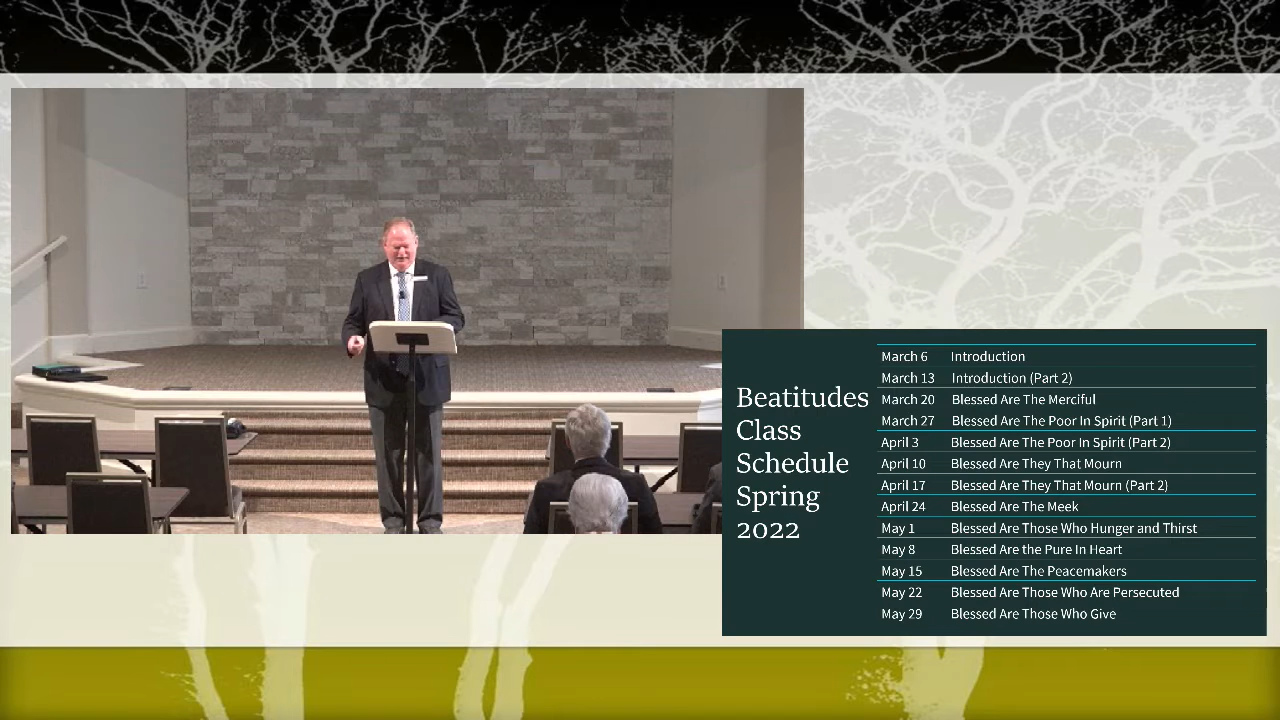 Beatitudes
Class
Schedule
Spring
2022
March 6 Introduction
March 13 Introduction (Part 2)
March 20 Blessed Are The Merciful
March 27 Blessed Are The Poor In Spirit (Part 1)
April 3 Blessed Are The Poor In Spirit (Part 2)
April 10 Blessed Are They That Mourn
April 17 Blessed Are They That Mourn (Part 2)
April 24 Blessed Are The Meek
May 1 Blessed Are Those Who Hunger and Thirst
May 8 Blessed Are the Pure In Heart
May 15 Blessed Are The Peacemakers
May 22 Blessed Are Those Who Are Persecuted
May 29 Blessed Are Those Who Give